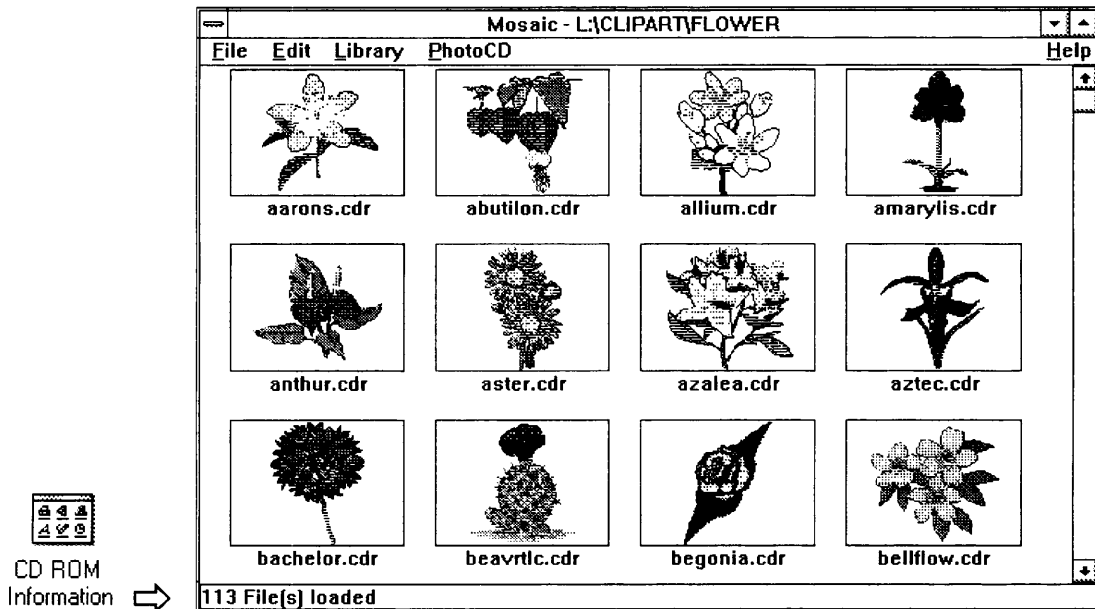 Mosaic - L:\CLIPART\FLOWER
File Edit Library PhotoCD Help
aarons.cdr abutilon.cdr allium.cdr amarylis.cdr
anthur.cdr aster.cdr azalea.cdr aztec.cdr
bachelor.cdr beavrtlc.cdr begonia.cdr bellflow.cdr
CD ROM
Information
113 File(s) loaded